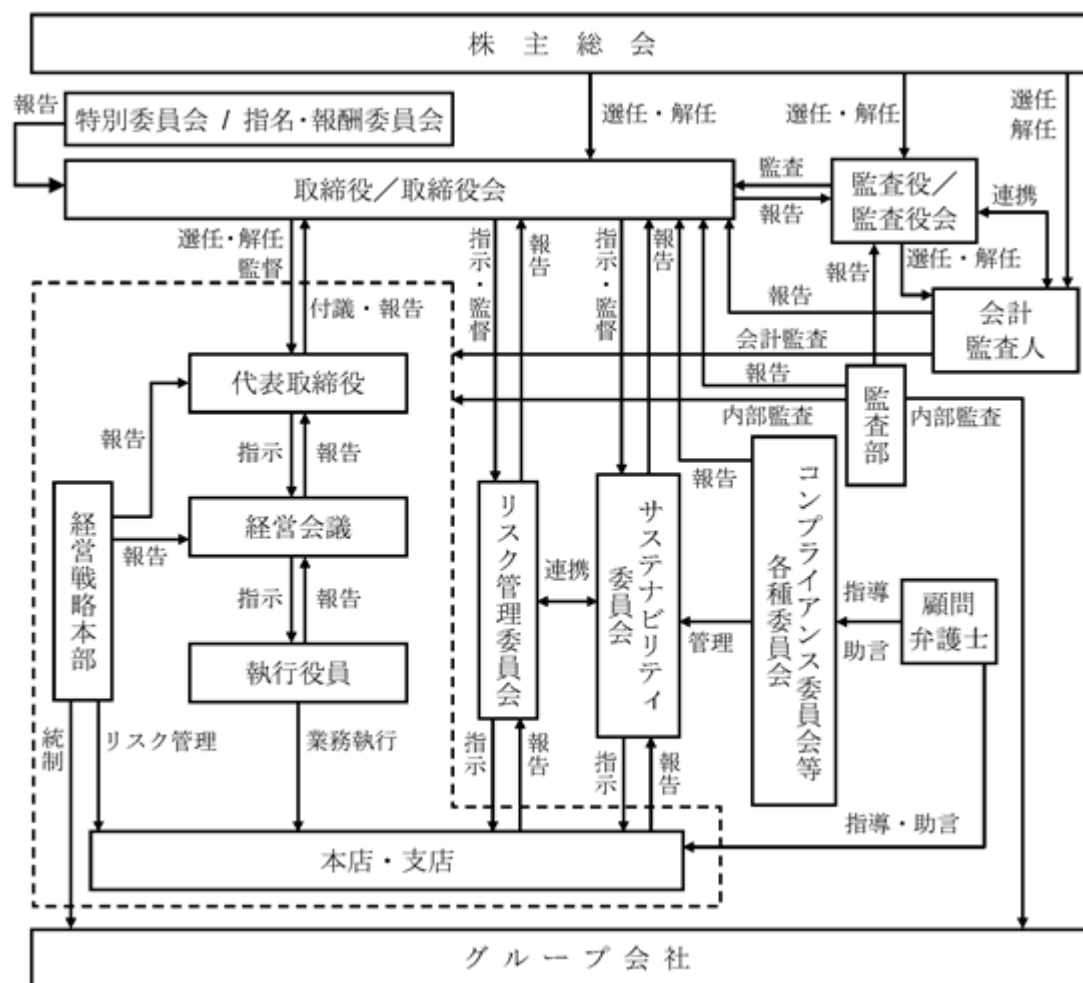 株主総会
報告
特別委員会 / 指名・報酬委員会
選任・解任
選任・解任
選任
解任
取締役／取締役会
監査
報告
監査役／
監査役会
連携
選任・解任
監督
付議・報告
指示・監督
報告
指示・監督
報告
報告
選任・解任
報告
会計
監査人
会計監査
報告
内部監査
監査部
内部監査
代表取締役
報告
指示
報告
報告
経営戦略本部
報告
経営会議
指示
報告
執行役員
リスク管理委員会
連携
サステナビリティ
委員会
管理
コンプライアンス委員会等
各種委員会
指導
助言
顧問
弁護士
統制
リスク管理
業務執行
指示
報告
指示
報告
指導・助言
本店・支店
グループ会社